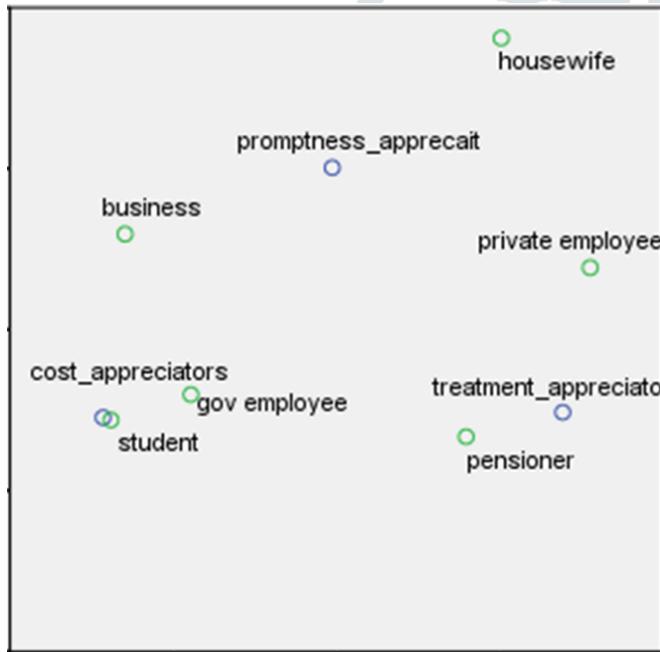 housewife
promptness_apprecait
business
private employee
cost_appreciators
gov employee
treatment_appreciato
student
pensioner